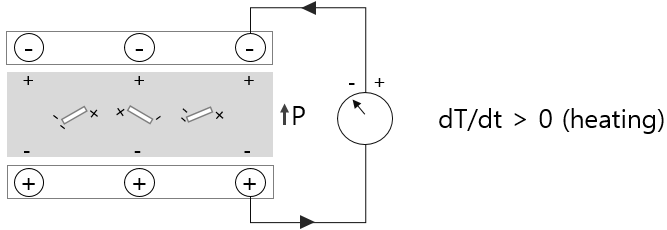 - - -
+ + +
- +
- + + - - +
P
dT/dt > 0 (heating)
- - -
+ + +